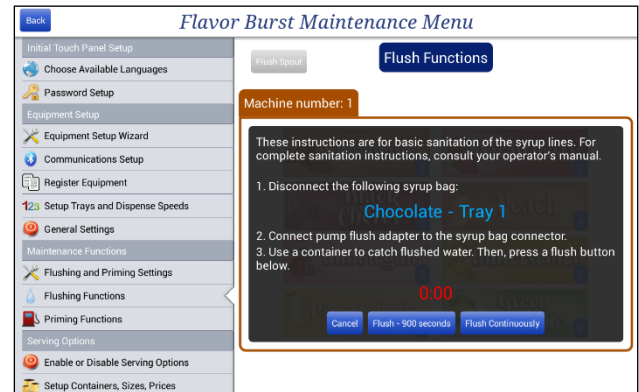 Back
Flavor Burst Maintenance Menu
Initial Touch Panel Setup
Choose Available Languages
Password Setup
Equipment Setup
Equipment Setup Wizard
Communications Setup
Register Equipment
123 Setup Trays and Dispense Speeds
General Settings
Maintenance Functions
Flushing and Priming Settings
Flushing Functions
Priming Functions
Serving Options
Enable or Disable Serving Options
Setup Containers, Sizes, Prices
Flush Spout
Flush Functions
Machine number: 1
These instructions are for basic sanitation of the syrup lines. For
complete sanitation instructions, consult your operator's manual.
1. Disconnect the following syrup bag:
Chocolate - Tray 1
2. Connect pump flush adapter to the syrup bag connector.
3. Use a container to catch flushed water. Then, press a flush button
below.
0:00
Cancel
Flush - 900 seconds
Flush Continuously